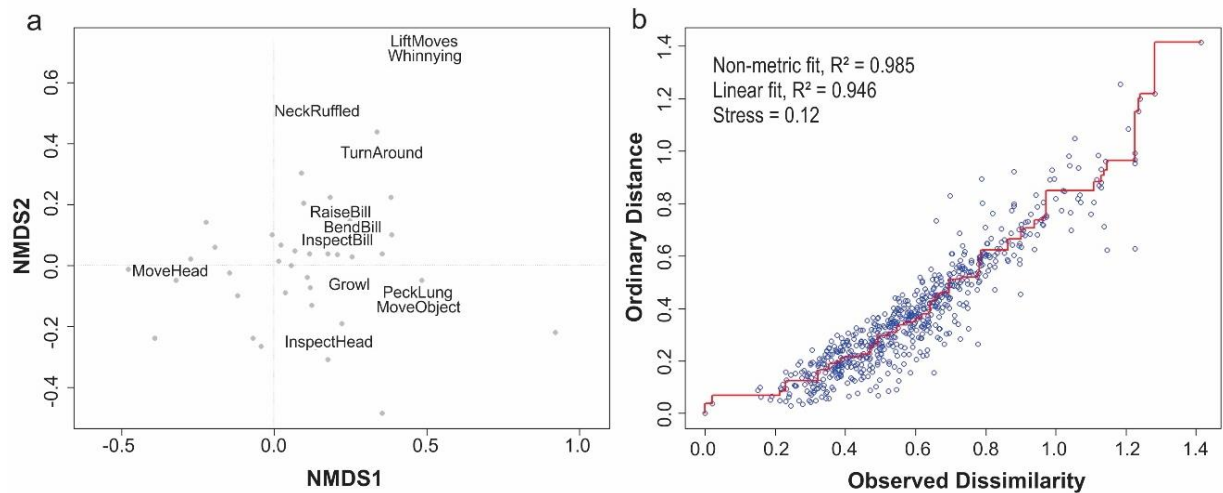 a
LiftMoves
Whinnying
NeckRuffled
TurnAround
RaiseBill
BendBill
InspectBill
MoveHead
Growl
PeckLung
MoveObject
InspectHead
NMDS2
0.6
0.4
0.2
0.0
-0.2
-0.4
-0.5
0.0
0.5
1.0
NMDS1
b
Non-metric fit, R² = 0.985
Linear fit, R² = 0.946
Stress = 0.12
Ordinary Distance
1.4
1.2
1.0
0.8
0.6
0.4
0.2
0.0
0.0
0.2
0.4
0.6
0.8
1.0
1.2
1.4
Observed Dissimilarity